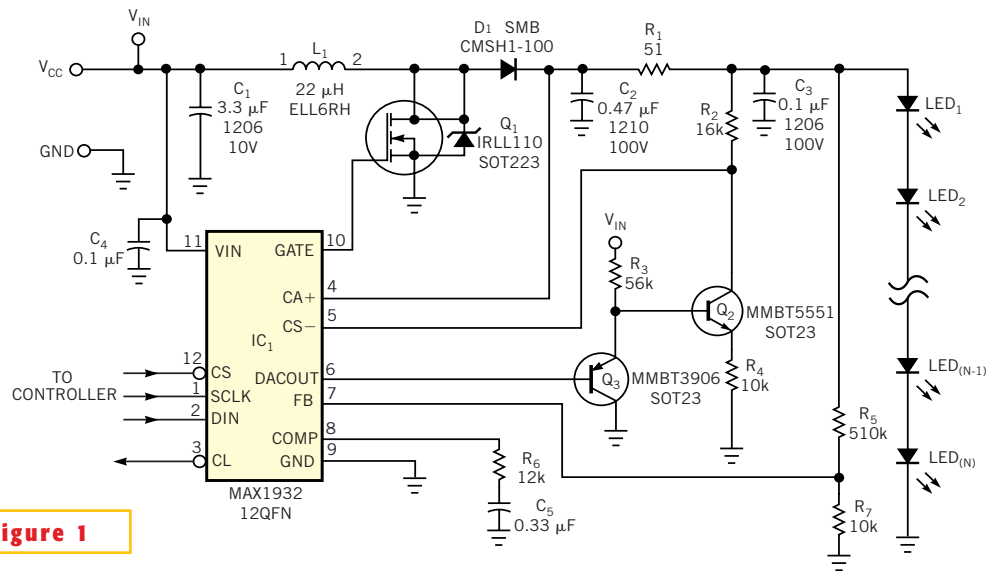 V_IN
V_CC
GND
C4
0.1 µF
C1
3.3 µF
1206
10V
1
L1
2
22 µH
ELL6RH
Q1
IRLL110
SOT223
D1 SMB
CMSH1-100
C2
0.47 µF
1210
100V
R1
51
R2
16k
C3
0.1 µF
1206
100V
LED1
LED2
LED(N-1)
LED(N)
V_IN
R3
56k
Q2
MMBT5551
SOT23
Q3
MMBT3906
SOT23
R4
10k
R5
510k
R7
10k
R6
12k
C5
0.33 µF
11
VIN
GATE
10
CA+
4
CS–
5
IC1
12
CS
DACOUT
6
1
SCLK
FB
7
2
DIN
COMP
8
3
CL
GND
9
MAX1932
12QFN
TO
CONTROLLER
igure 1